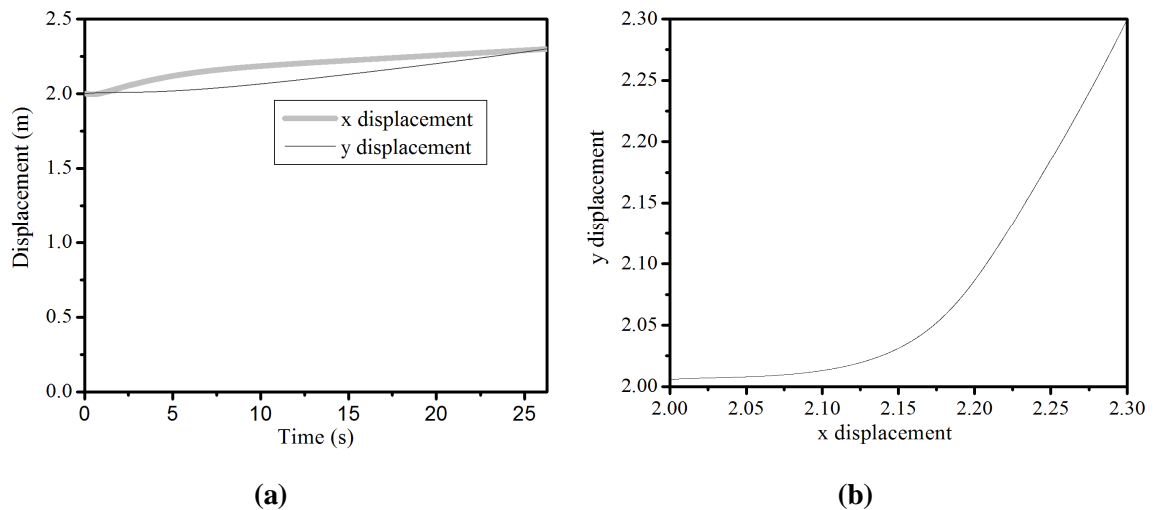 2.5
2.0
1.5
1.0
0.5
0.0
Displacement (m)
x displacement
y displacement
0 5 10 15 20 25
Time (s)
(a)
2.30
2.25
2.20
2.15
2.10
2.05
2.00
y displacement
2.00 2.05 2.10 2.15 2.20 2.25 2.30
x displacement
(b)